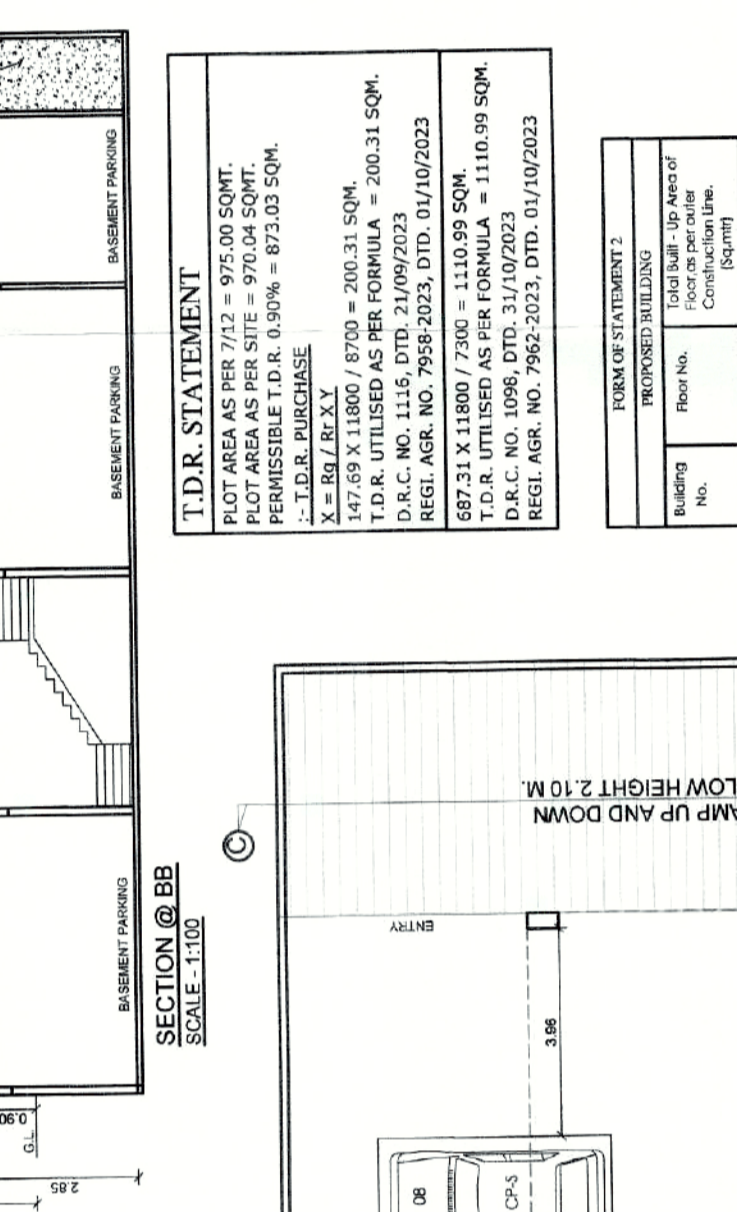 BASEMENT PARKING
BASEMENT PARKING
BASEMENT PARKING
SECTION @ BB
SCALE - 1:100
0.90
G.L.
2.85
T.D.R. STATEMENT
PLOT AREA AS PER 7/12 = 975.00 SQMT.
PLOT AREA AS PER SITE = 970.04 SQMT.
PERMISSIBLE T.D.R. 0.90% = 873.03 SQM.
:- T.D.R. PURCHASE
X = Rg / Rr X Y
147.69 X 11800 / 8700 = 200.31 SQM.
T.D.R. UTILISED AS PER FORMULA = 200.31 SQM.
D.R.C. NO. 1116, DTD. 21/09/2023
REGI. AGR. NO. 7958-2023, DTD. 01/10/2023
687.31 X 11800 / 7300 = 1110.99 SQM.
T.D.R. UTILISED AS PER FORMULA = 1110.99 SQM.
D.R.C. NO. 1098, DTD. 31/10/2023
REGI. AGR. NO. 7962-2023, DTD. 01/10/2023
FORM OF STATEMENT 2
PROPOSED BUILDING
Building
No.
Floor No.
Total Built - Up Area of
Floor,as per outer
Construction Line.
(Sq.mtr)
C
AMP UP AND DOWN
LOW HEIGHT 2.10 M.
ENTRY
3.96
08
CP-S